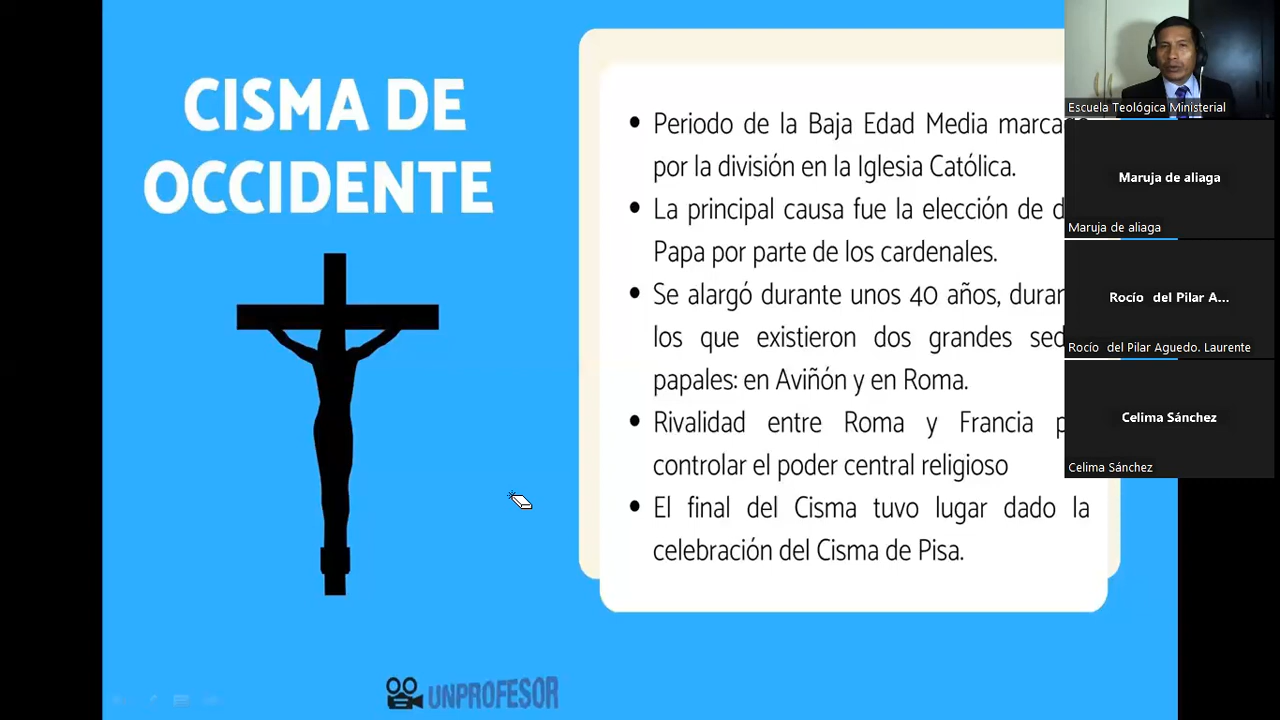 CISMA DE
OCCIDENTE
• Periodo de la Baja Edad Media
por la división en la Iglesia Católica.
• La principal causa fue la elección de
Papa por parte de los cardenales.
• Se alargó durante unos 40 años,
los que existieron dos grandes
papales: en Aviñón y en Roma.
• Rivalidad entre Roma y Francia
controlar el poder central religioso
• El final del Cisma tuvo lugar dado la
celebración del Cisma de Pisa.
UNPROFESOR
Escuela Teológica Ministerial
Maruja de aliaga
Maruja de aliaga
Rocío del Pilar A...
Rocío del Pilar Aguedo. Laurente
Celima Sánchez
Celima Sánchez